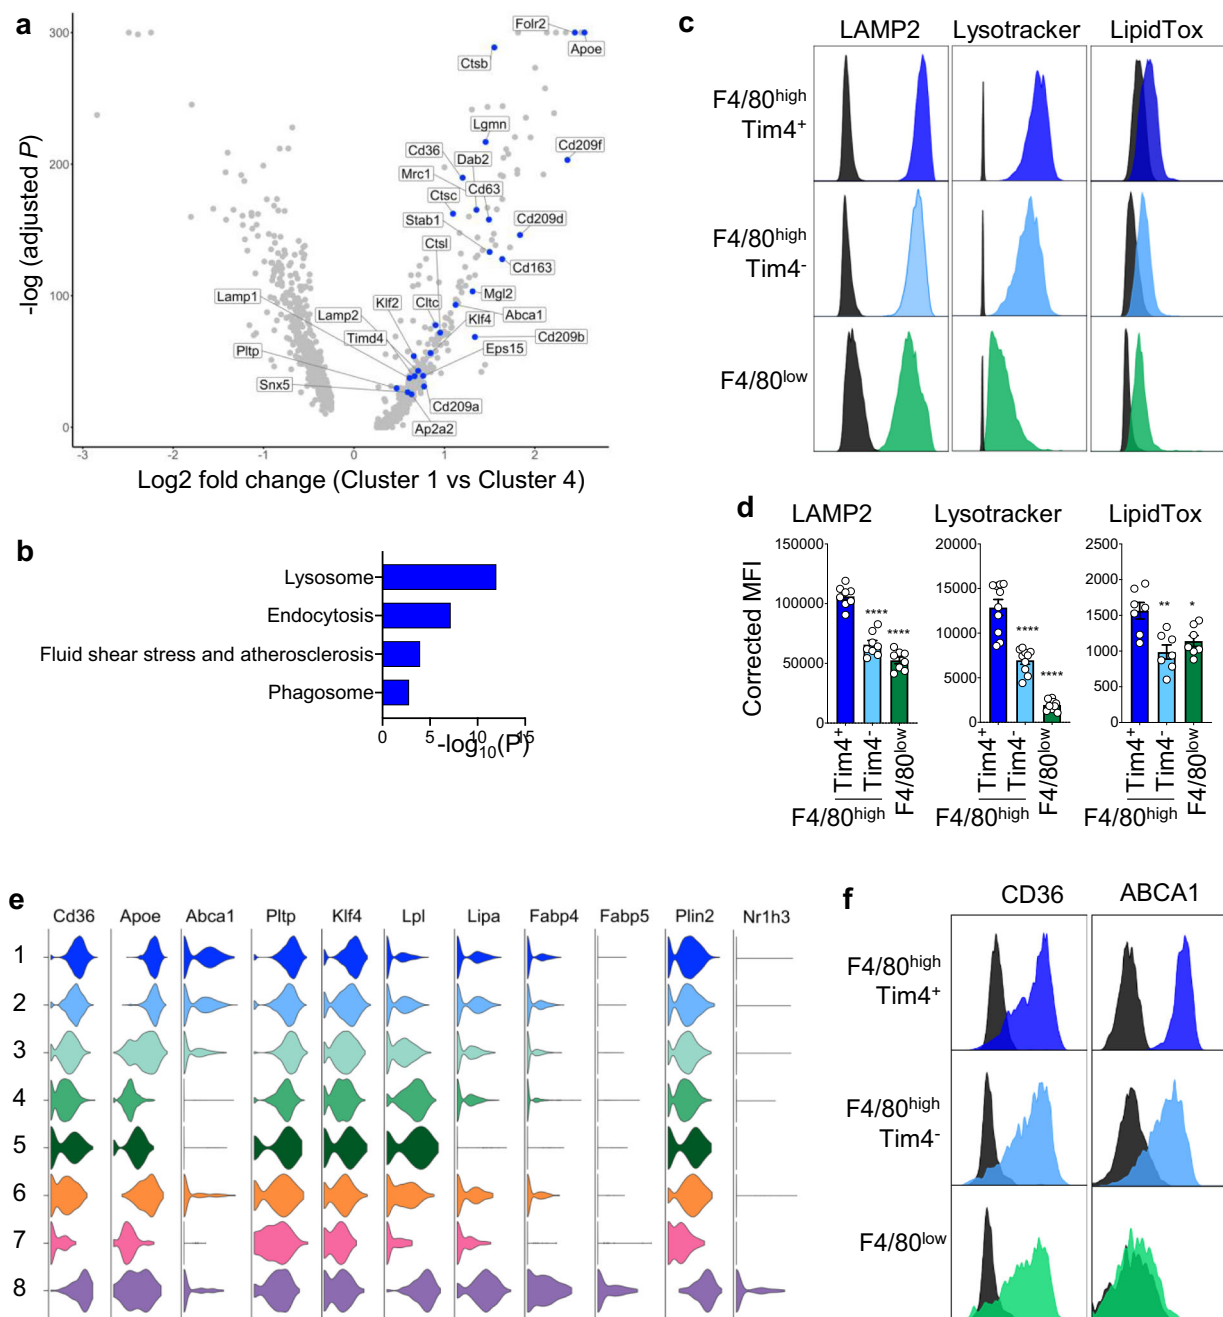 a
-log (adjusted P)
300
200
100
0
-3
-2
-1
0
1
2
Log2 fold change (Cluster 1 vs Cluster 4)
Folr2
Apoe
Ctsb
Lgmn
Cd209f
Cd36
Dab2
Mrc1
Cd63
Ctsc
Cd209d
Stab1
Ctsl
Cd163
Lamp1
Klf2
Cltc
Mgl2
Lamp2
Klf4
Abca1
Timd4
Cd209b
Pltp
Eps15
Snx5
Cd209a
Ap2a2
b
Lysosome
Endocytosis
Fluid shear stress and atherosclerosis
Phagosome
0
5
10
15
-log10(P)
c
LAMP2 Lysotracker LipidTox
F4/80high
Tim4+
F4/80high
Tim4-
F4/80low
d
LAMP2
Lysotracker
LipidTox
Corrected MFI
150000
100000
50000
0
****
****
Tim4+
Tim4-
F4/80low
F4/80high
20000
15000
10000
5000
0
****
****
Tim4+
Tim4-
F4/80low
F4/80high
2500
2000
1500
1000
500
0
**
*
Tim4+
Tim4-
F4/80low
F4/80high
e
Cd36 Apoe Abca1 Pltp Klf4 Lpl Lipa Fabp4 Fabp5 Plin2 Nr1h3
1
2
3
4
5
6
7
8
f
CD36 ABCA1
F4/80high
Tim4+
F4/80high
Tim4-
F4/80low